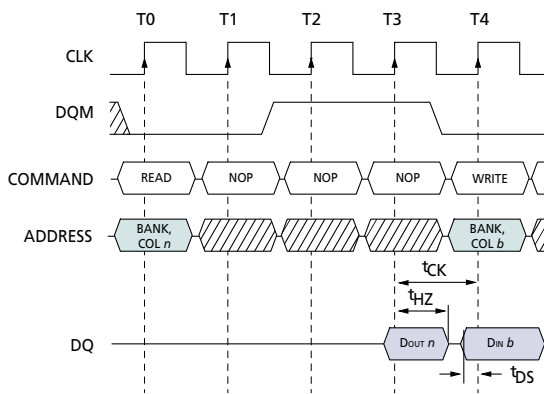 T0 T1 T2 T3 T4
CLK
DQM
COMMAND READ NOP NOP NOP WRITE
ADDRESS BANK, COL n BANK, COL b
tCK
tHZ
DQ DOUT n DIN b
tDS